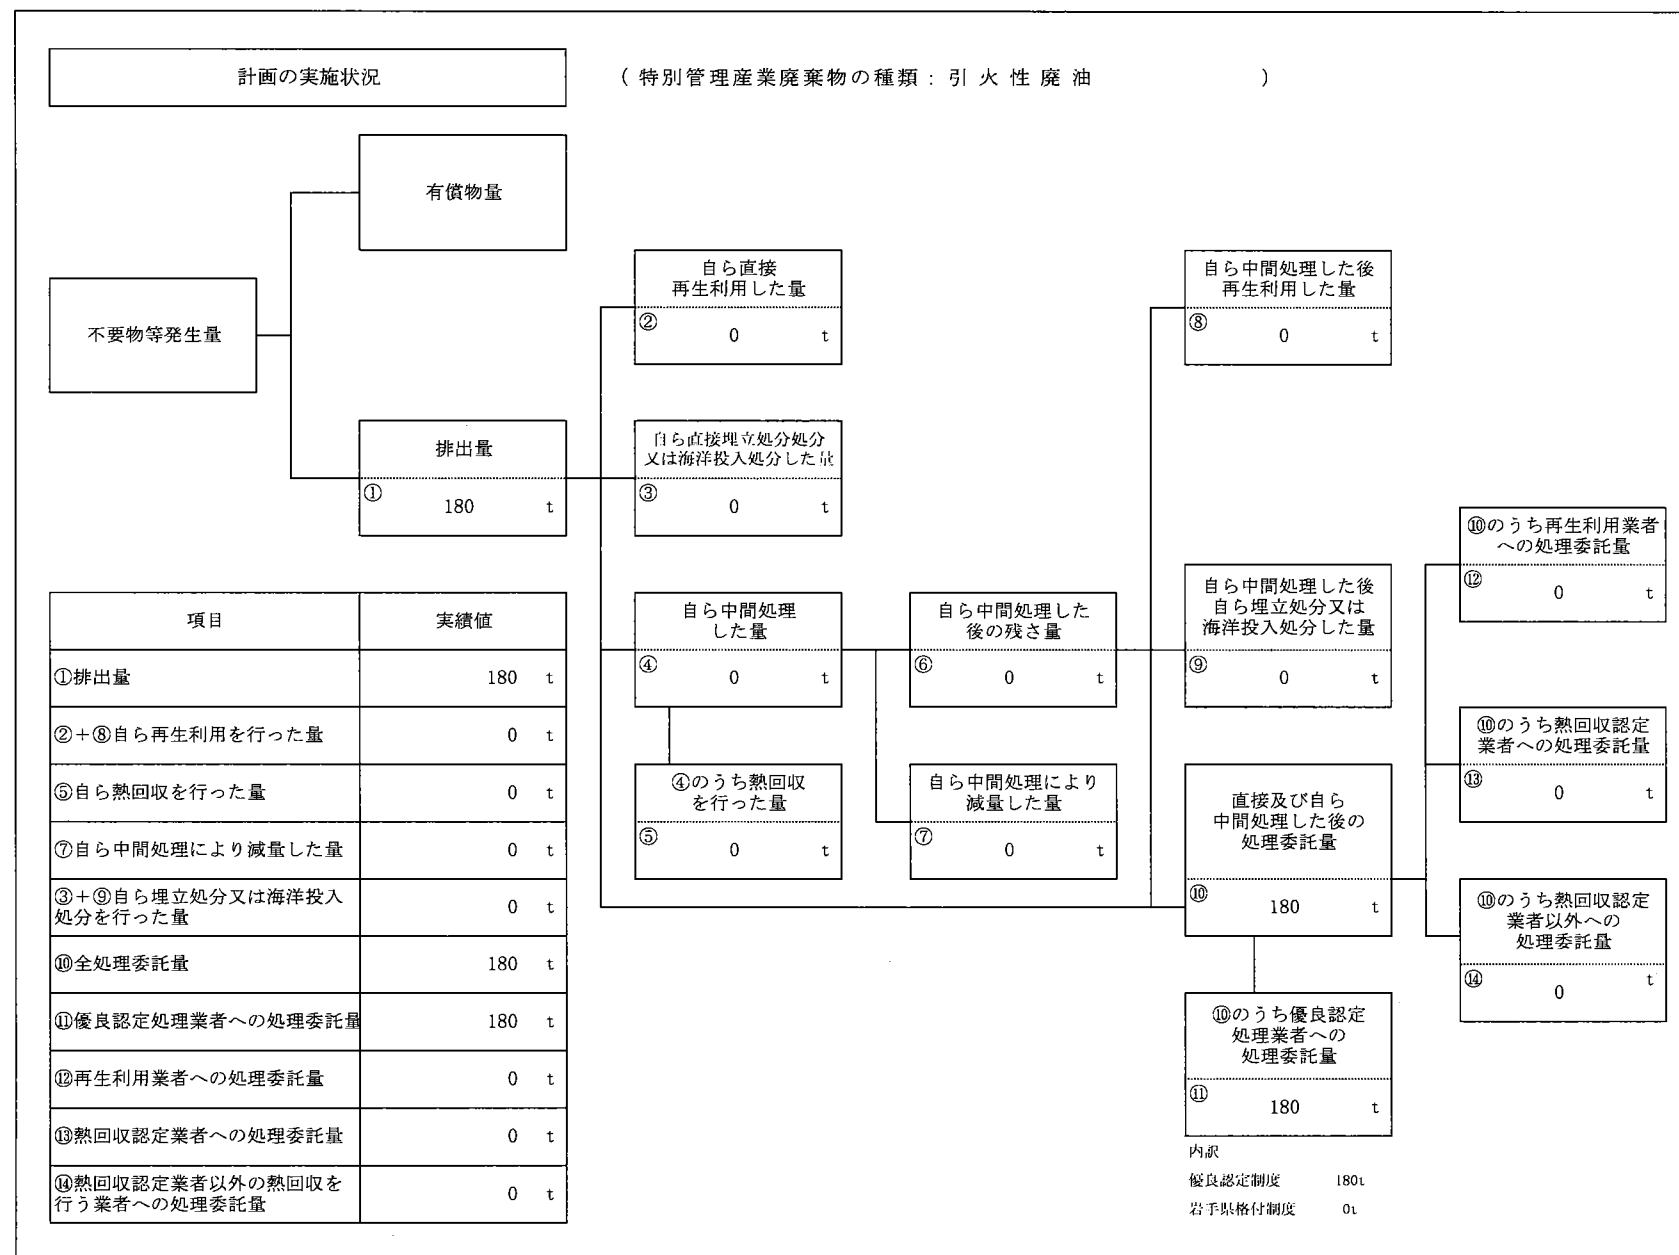 計画の実施状況
(特別管理産業廃棄物の種類:引火性廃油 )
有償物量
不要物等発生量
排出量
① 180 t
自ら直接
再生利用した量
② 0 t
自ら直接埋立処分処分
又は海洋投入処分した量
③ 0 t
自ら中間処理
した量
④ 0 t
④のうち熱回収
を行った量
⑤ 0 t
自ら中間処理した
後の残さ量
⑥ 0 t
自ら中間処理により
減量した量
⑦ 0 t
自ら中間処理した後
再生利用した量
⑧ 0 t
自ら中間処理した後
自ら埋立処分又は
海洋投入処分した量
⑨ 0 t
直接及び自ら
中間処理した後の
処理委託量
⑩ 180 t
⑩のうち優良認定
処理業者への
処理委託量
⑪ 180 t
内訳
優良認定制度 180t
岩手県格付制度 0t
⑩のうち再生利用業者
への処理委託量
⑫ 0 t
⑩のうち熱回収認定
業者への処理委託量
⑬ 0 t
⑩のうち熱回収認定
業者以外への
処理委託量
⑭ 0 t
項目 実績値
①排出量 180 t
②+⑧自ら再生利用を行った量 0 t
⑤自ら熱回収を行った量 0 t
⑦自ら中間処理により減量した量 0 t
③+⑨自ら埋立処分又は海洋投入
処分を行った量 0 t
⑩全処理委託量 180 t
⑪優良認定処理業者への処理委託量 180 t
⑫再生利用業者への処理委託量 0 t
⑬熱回収認定業者への処理委託量 0 t
⑭熱回収認定業者以外の熱回収を
行う業者への処理委託量 0 t